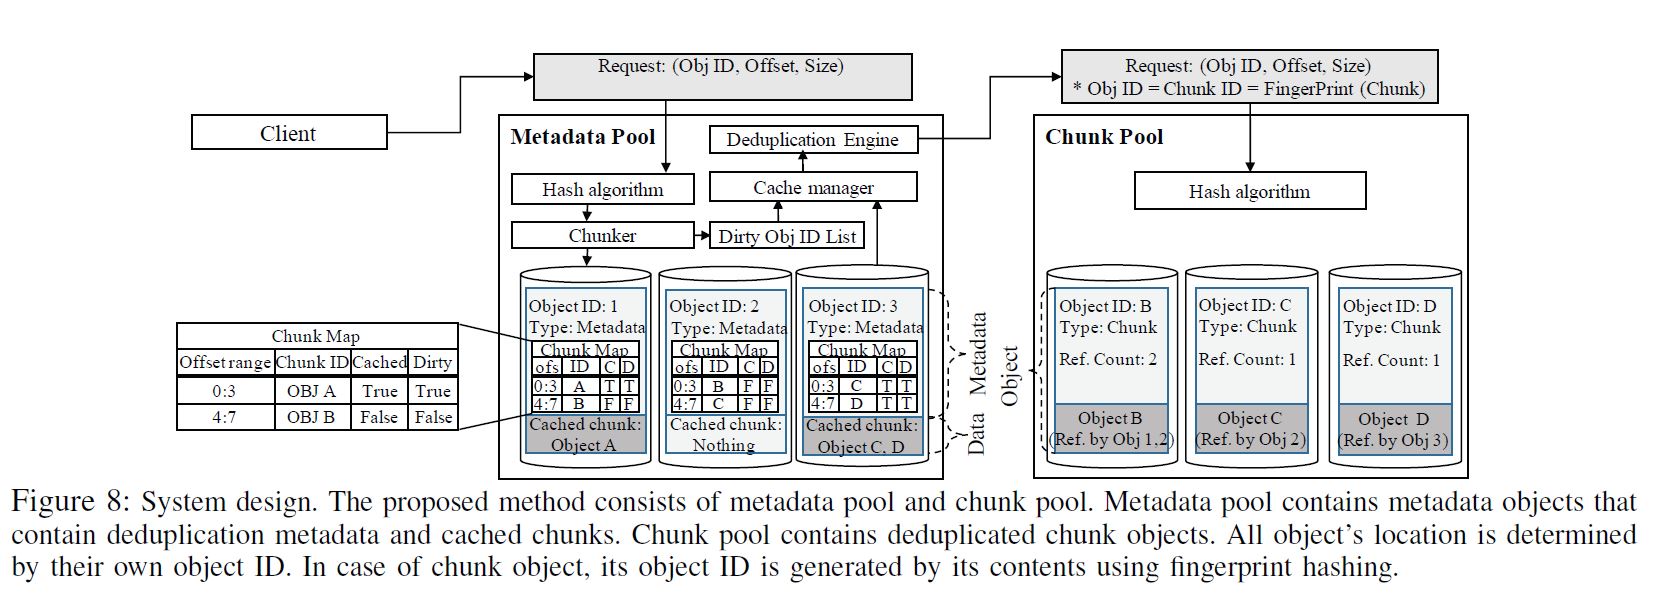 Request: (Obj ID, Offset, Size)
Request: (Obj ID, Offset, Size)
* Obj ID = Chunk ID = FingerPrint (Chunk)
Client
Metadata Pool
Deduplication Engine
Hash algorithm
Cache manager
Chunker
Dirty Obj ID List
Chunk Pool
Hash algorithm
Chunk Map
Offset range Chunk ID Cached Dirty
0:3 OBJ A True True
4:7 OBJ B False False
Object ID: 1
Type: Metadata
Chunk Map
ofs ID C D
0:3 A T T
4:7 B F F
Cached chunk:
Object A
Object ID: 2
Type: Metadata
Chunk Map
ofs ID C D
0:3 B F F
4:7 C F F
Cached chunk:
Nothing
Object ID: 3
Type: Metadata
Chunk Map
ofs ID C D
0:3 C T T
4:7 D T T
Cached chunk:
Object C, D
Data Metadata
Object
Object ID: B
Type: Chunk
Ref. Count: 2
Object B
(Ref. by Obj 1,2)
Object ID: C
Type: Chunk
Ref. Count: 1
Object C
(Ref. by Obj 2)
Object ID: D
Type: Chunk
Ref. Count: 1
Object D
(Ref. by Obj 3)
Figure 8: System design. The proposed method consists of metadata pool and chunk pool. Metadata pool contains metadata objects that
contain deduplication metadata and cached chunks. Chunk pool contains deduplicated chunk objects. All object's location is determined
by their own object ID. In case of chunk object, its object ID is generated by its contents using fingerprint hashing.